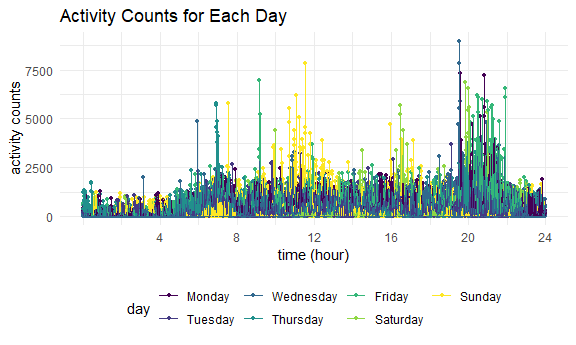 Activity Counts for Each Day
activity counts
7500
5000
2500
0
4 8 12 16 20 24
time (hour)
day
Monday Wednesday Friday Sunday
Tuesday Thursday Saturday